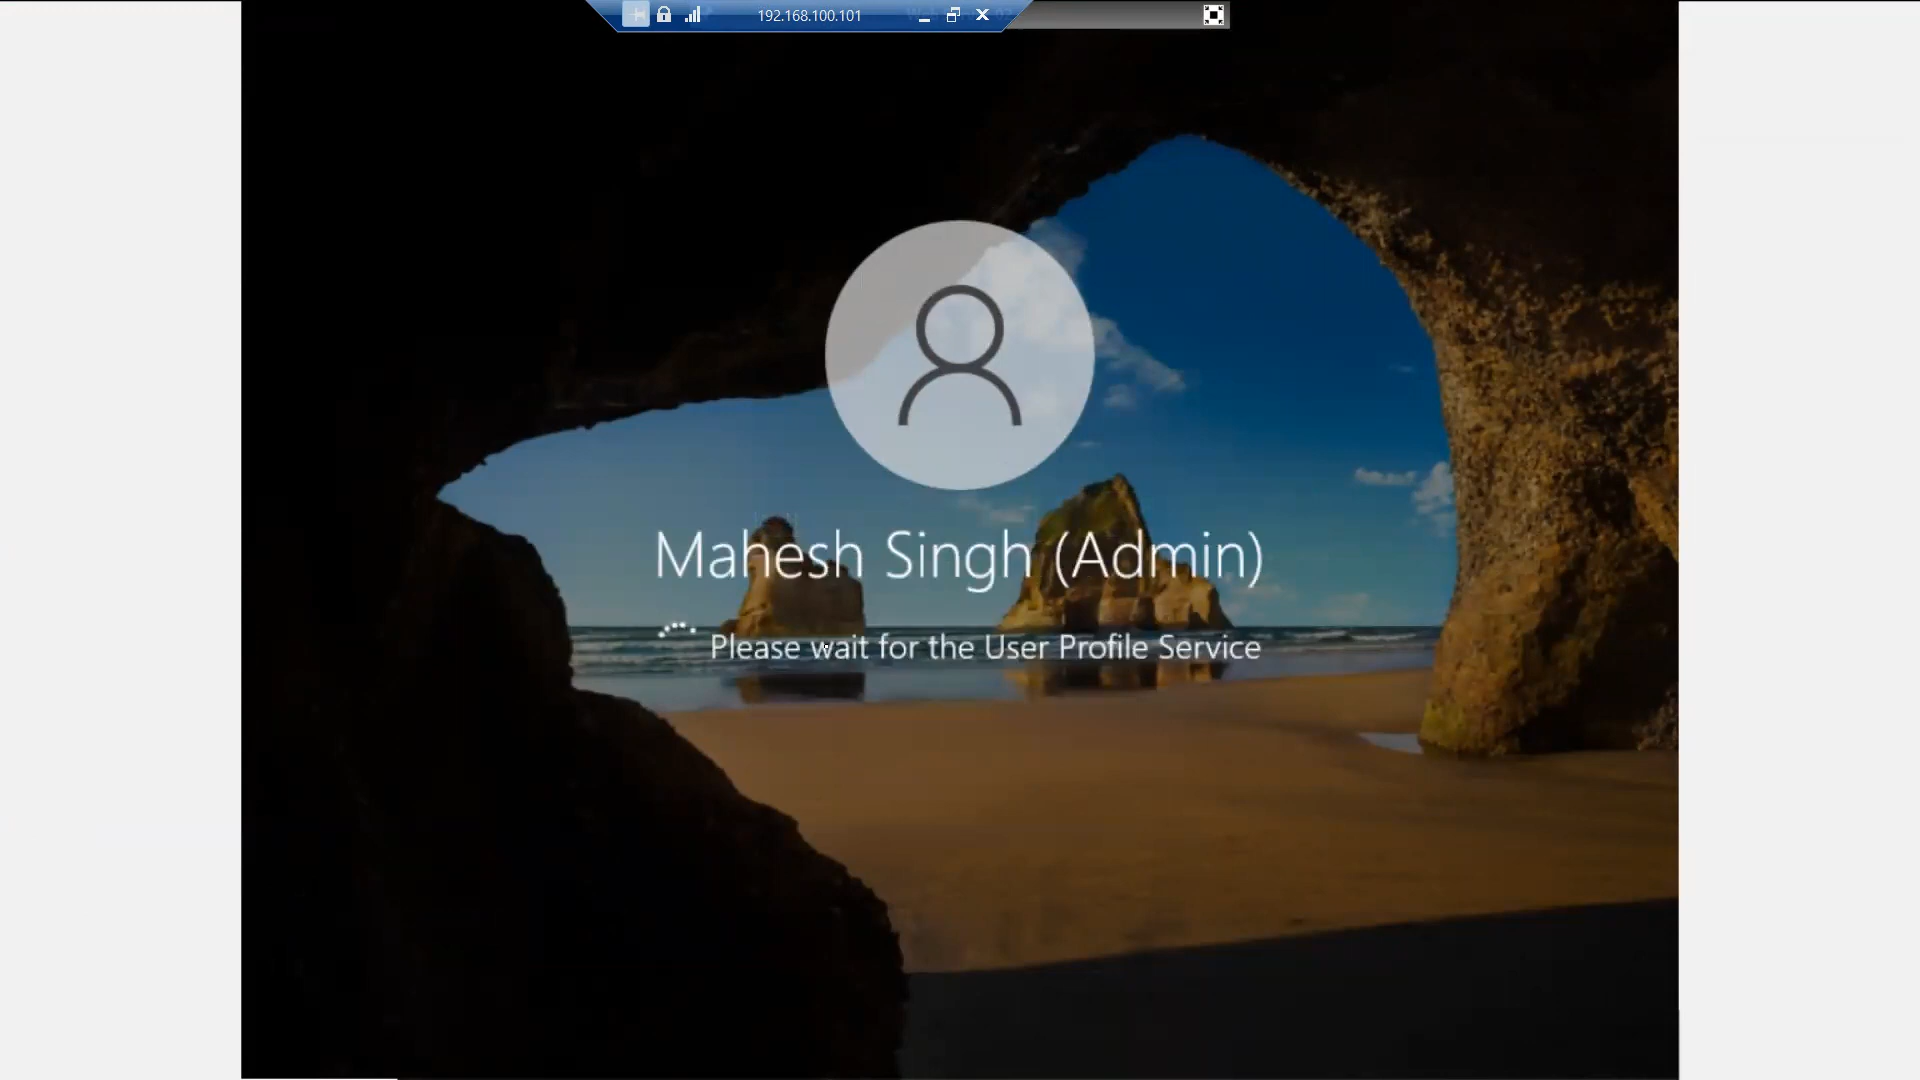 192.168.100.101
Mahesh Singh (Admin)
Please wait for the User Profile Service